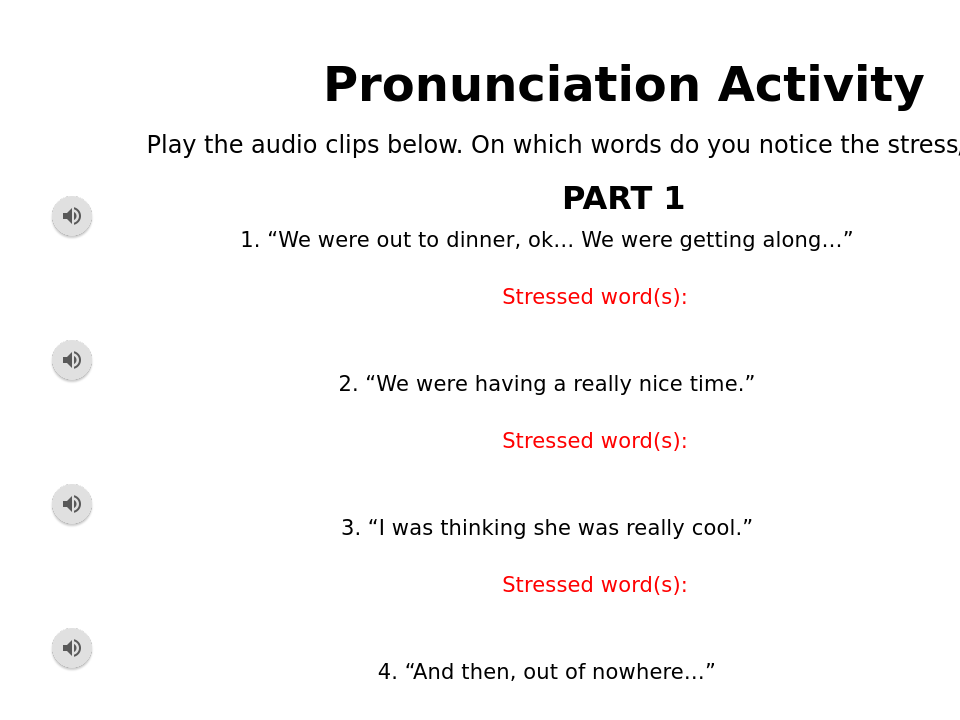 Pronunciation Activity
Play the audio clips below. On which words do you notice the stress,
PART 1
1. “We were out to dinner, ok… We were getting along…”
Stressed word(s):
2. “We were having a really nice time.”
Stressed word(s):
3. “I was thinking she was really cool.”
Stressed word(s):
4. “And then, out of nowhere…”